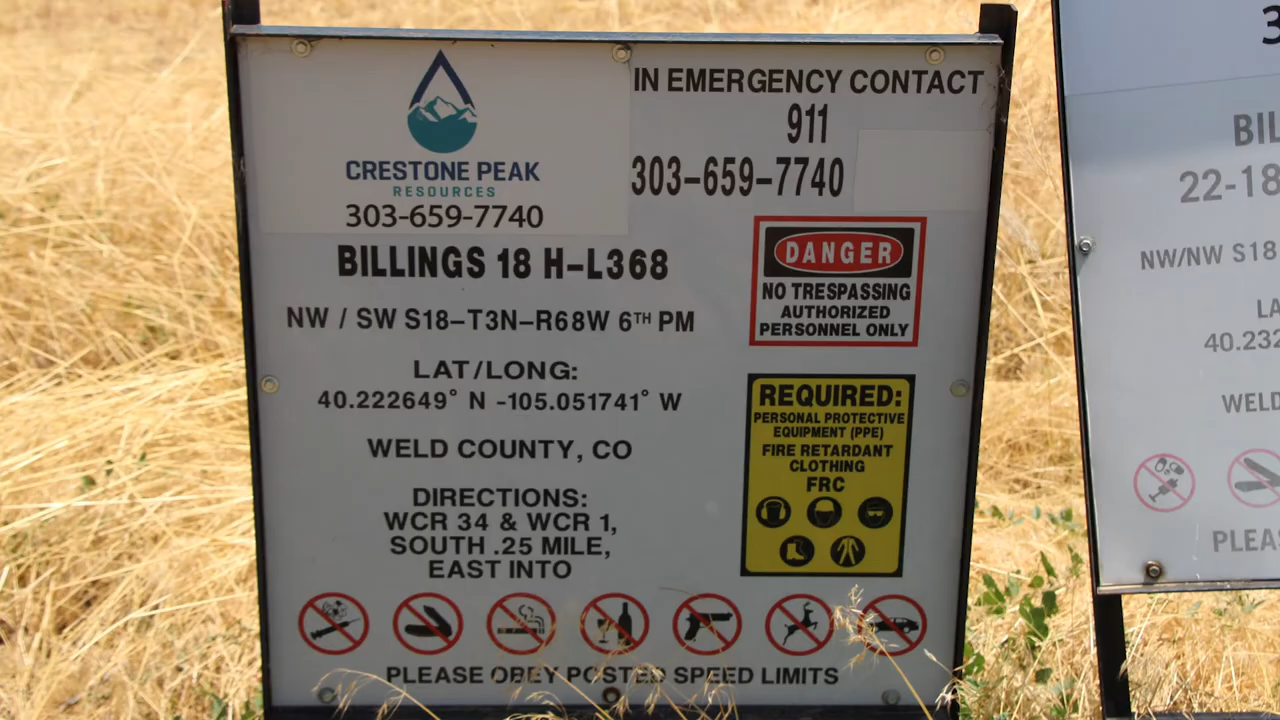 CRESTONE PEAK
RESOURCES
303-659-7740
IN EMERGENCY CONTACT
911
303-659-7740
BILLINGS 18 H-L368
NW / SW S18-T3N-R68W 6TH PM
LAT/LONG:
40.222649° N -105.051741° W
WELD COUNTY, CO
DIRECTIONS:
WCR 34 & WCR 1,
SOUTH .25 MILE,
EAST INTO
DANGER
NO TRESPASSING
AUTHORIZED
PERSONNEL ONLY
REQUIRED:
PERSONAL PROTECTIVE
EQUIPMENT (PPE)
FIRE RETARDANT
CLOTHING
FRC
PLEASE OBEY POSTED SPEED LIMITS
3
BIL
22-18
NW/NW S18
LA
40.232
WELD
PLEA